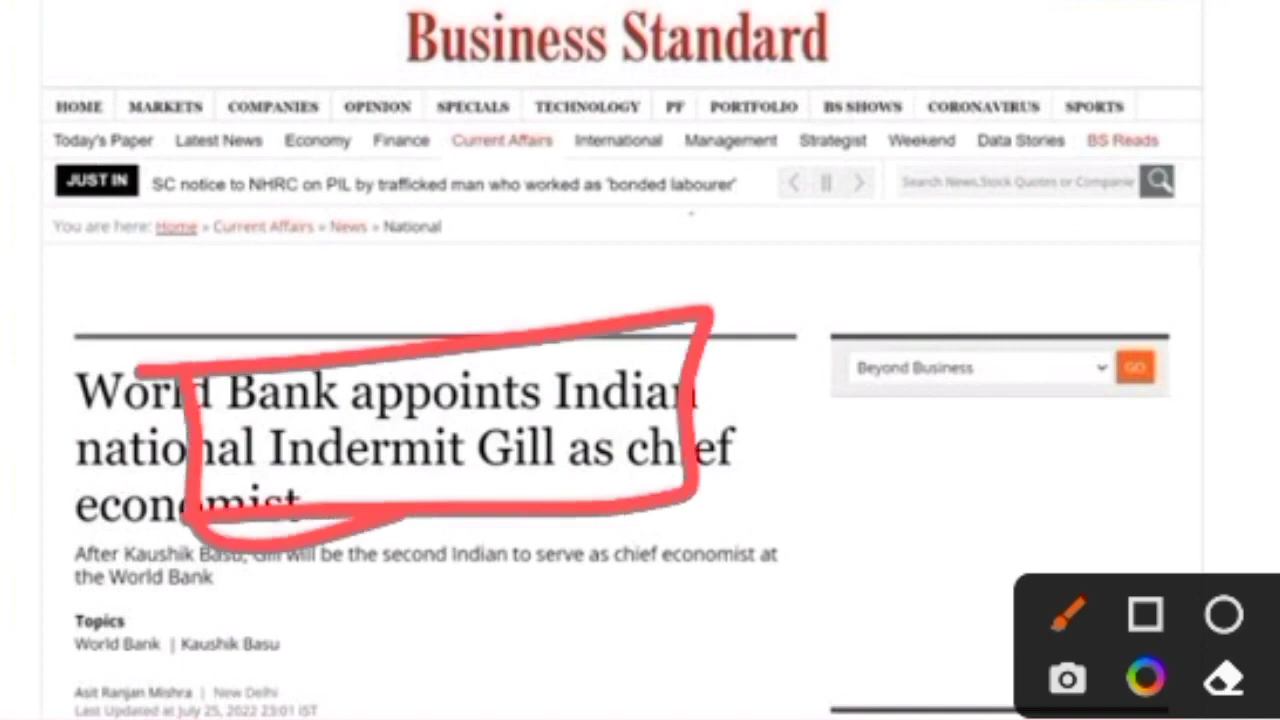 Business Standard
HOME MARKETS COMPANIES OPINION SPECIALS TECHNOLOGY PF PORTFOLIO BS SHOWS CORONAVIRUS SPORTS
Today's Paper Latest News Economy Finance Current Affairs International Management Strategist Weekend Data Stories BS Reads
JUST IN SC notice to NHRC on PIL by trafficked man who worked as 'bonded labourer' Search News,Stock Quotes or Companie
You are here: Home » Current Affairs » News » National
World Bank appoints Indian
national Indermit Gill as chief
economist
Beyond Business GO
After Kaushik Basu, Gill will be the second Indian to serve as chief economist at
the World Bank
Topics
World Bank | Kaushik Basu
Asit Ranjan Mishra | New Delhi
Last Updated at July 25, 2022 23:01 IST